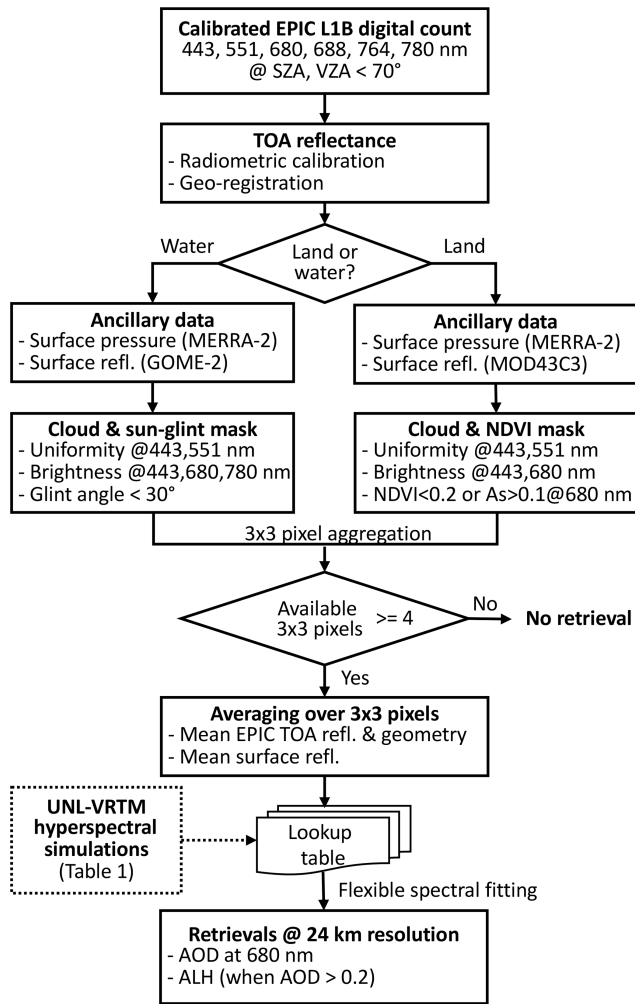 Calibrated EPIC L1B digital count
443, 551, 680, 688, 764, 780 nm
@ SZA, VZA < 70°
TOA reflectance
- Radiometric calibration
- Geo-registration
Water
Land or
water?
Land
Ancillary data
- Surface pressure (MERRA-2)
- Surface refl. (GOME-2)
Ancillary data
- Surface pressure (MERRA-2)
- Surface refl. (MOD43C3)
Cloud & sun-glint mask
- Uniformity @443,551 nm
- Brightness@443,680,780nm
- Glint angle < 30°
Cloud & NDVI mask
- Uniformity @443,551 nm
- Brightness @443,680 nm
- NDVI<0.2 or As>0.1@680 nm
3x3 pixel aggregation
Available
3x3 pixels
>= 4
No
No retrieval
Yes
Averaging over 3x3 pixels
- Mean EPIC TOA refl. & geometry
- Mean surface refl.
UNL-VRTM
hyperspectral
simulations
(Table 1)
Lookup
table
Flexible spectral fitting
Retrievals @ 24 km resolution
- AOD at 680 nm
- ALH (when AOD > 0.2)